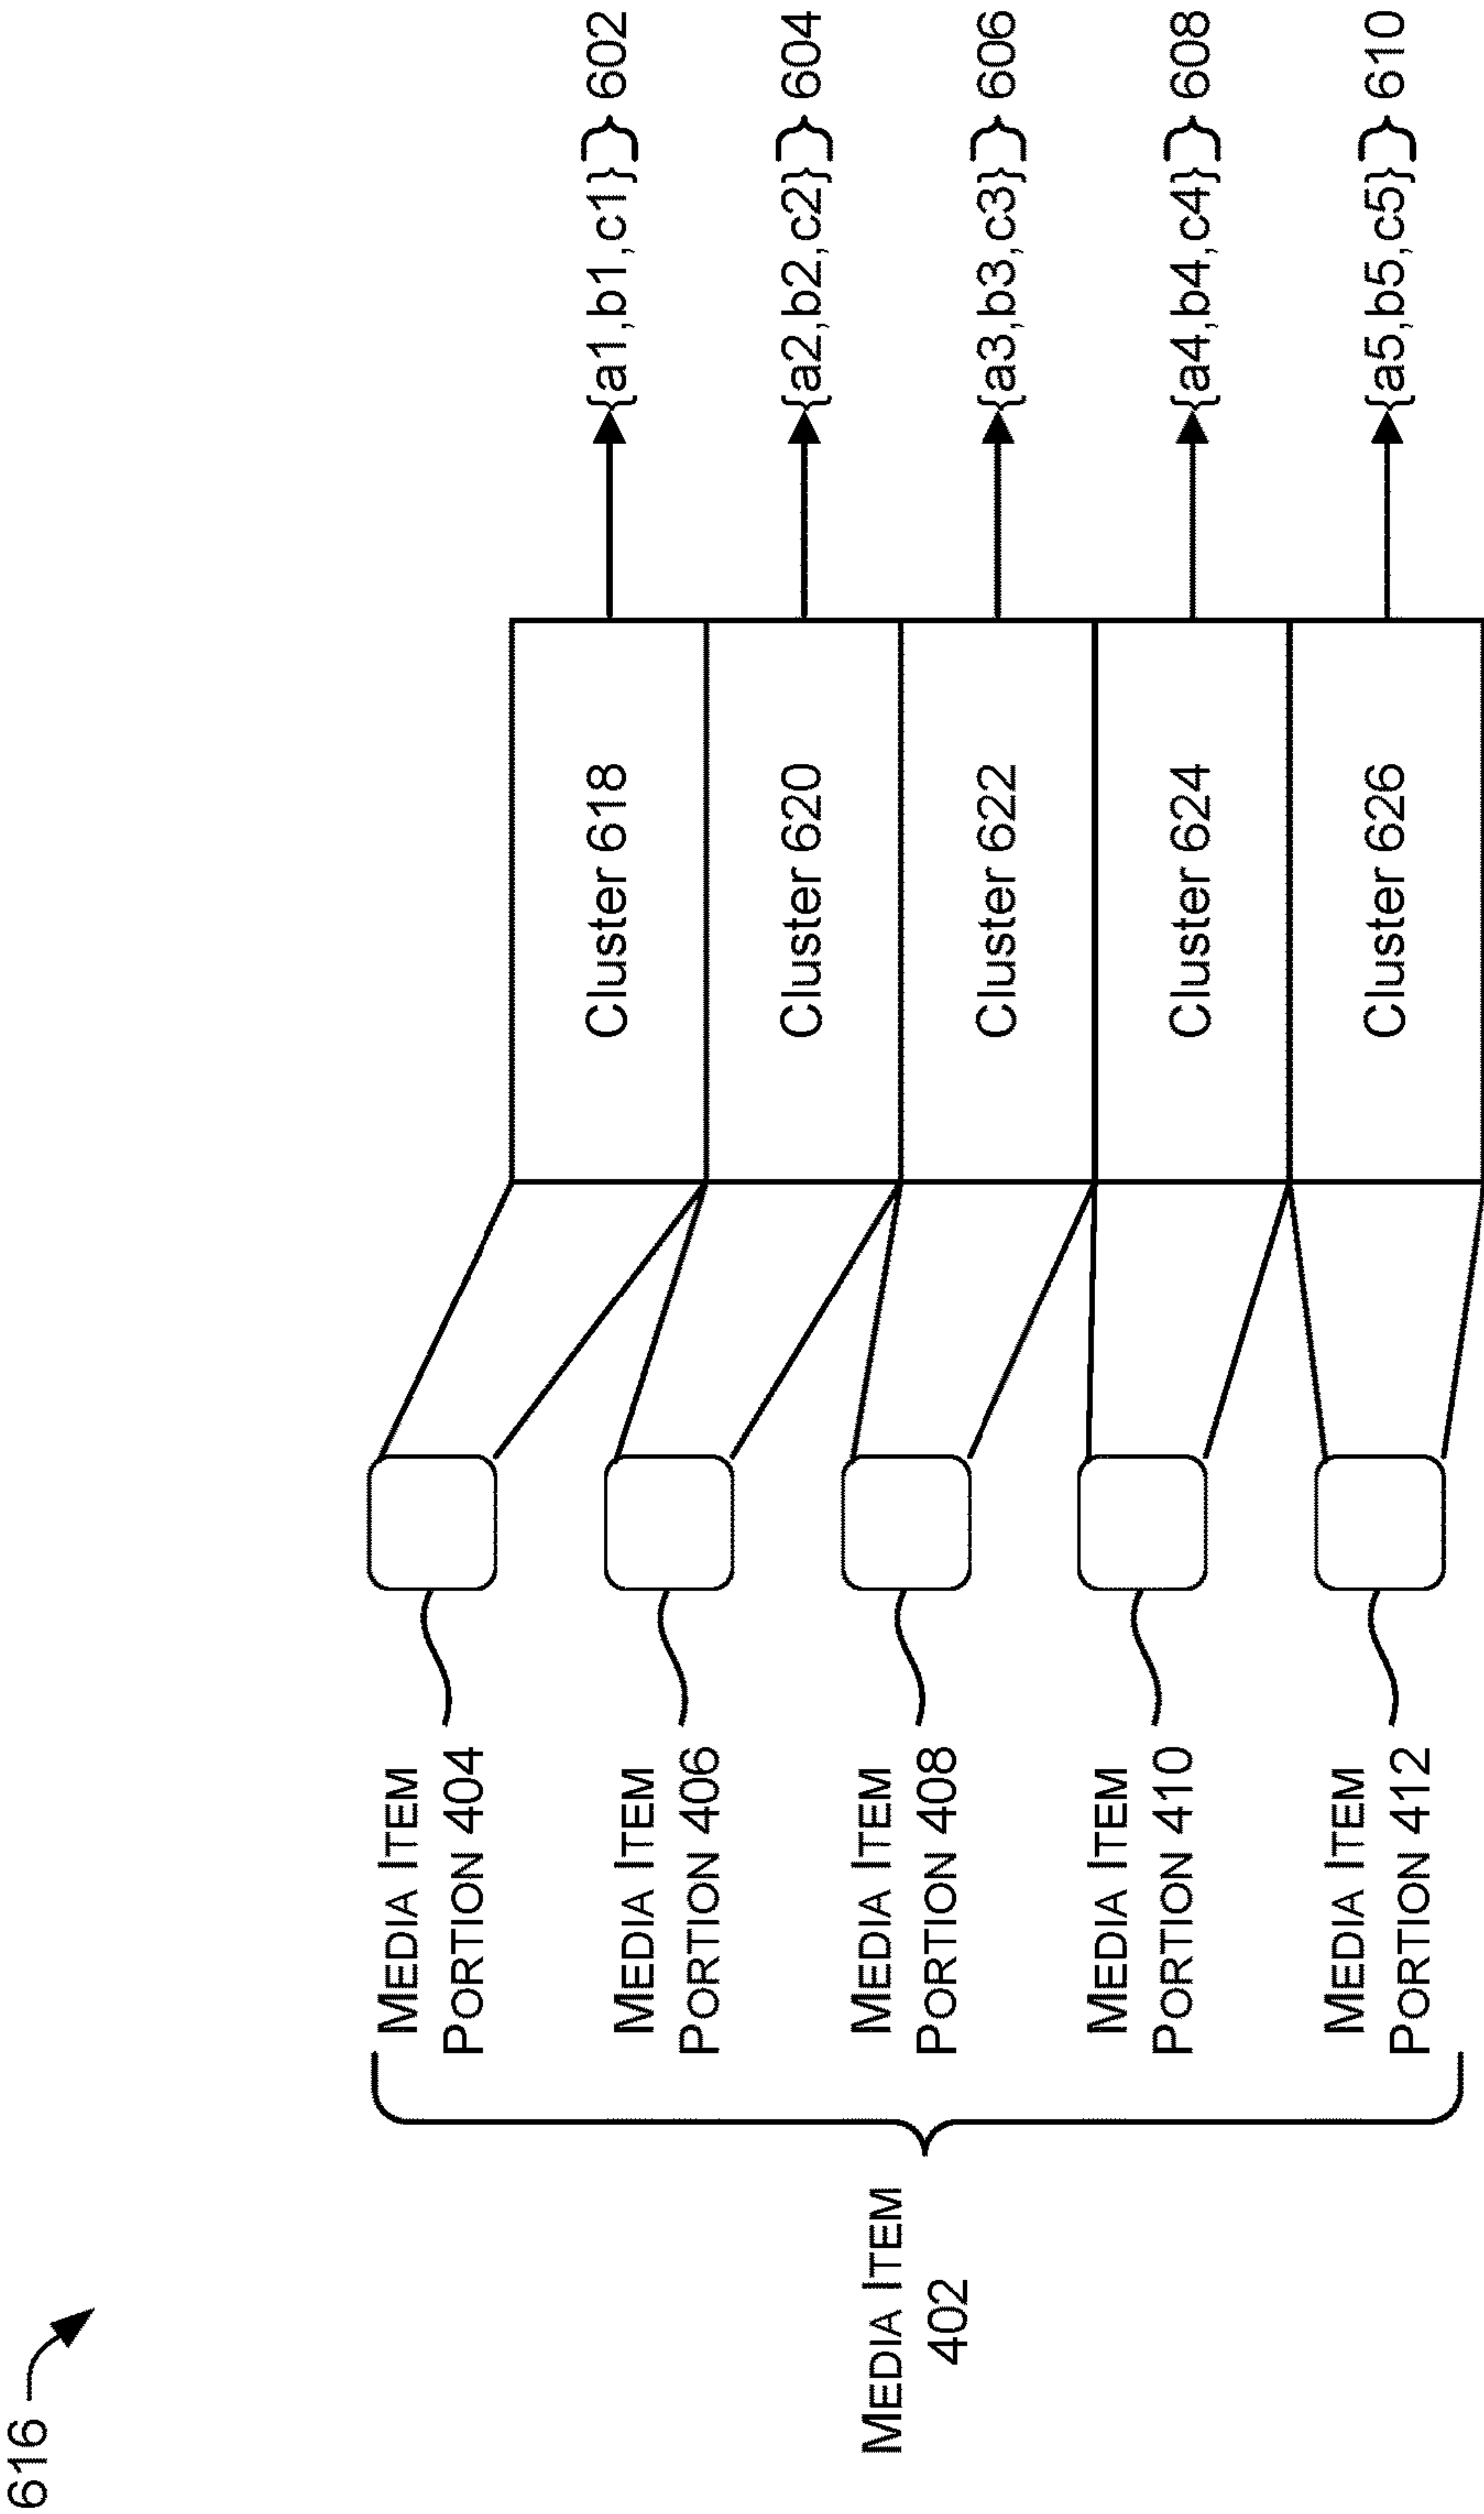 616
MEDIA ITEM
402
MEDIA ITEM
PORTION 404
MEDIA ITEM
PORTION 406
MEDIA ITEM
PORTION 408
MEDIA ITEM
PORTION 410
MEDIA ITEM
PORTION 412
Cluster 618
Cluster 620
Cluster 622
Cluster 624
Cluster 626
{a1,b1,c1}} 602
{a2,b2,c2}} 604
{a3,b3,c3}} 606
{a4,b4,c4}} 608
{a5,b5,c5}} 610